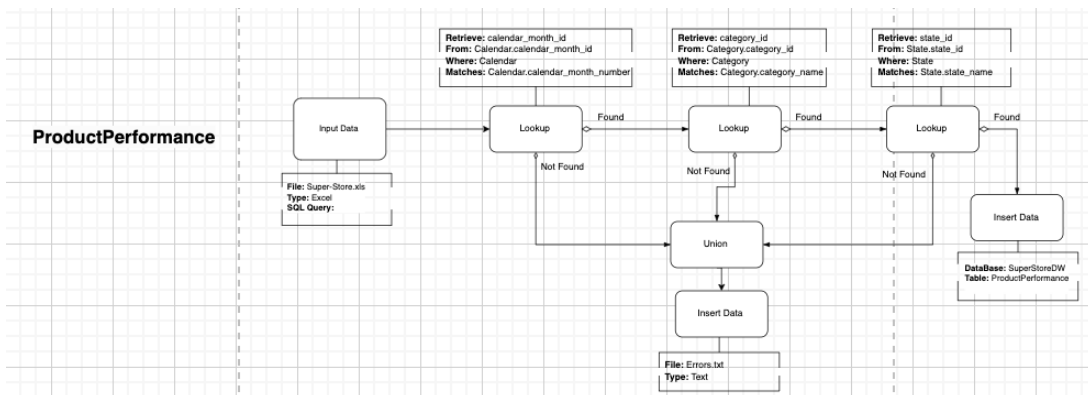 Retrieve: calendar_month_id
From: Calendar.calendar_month_id
Where: Calendar
Matches: Calendar.calendar_month_number
Retrieve: category_id
From: Category.category_id
Where: Category
Matches: Category.category_name
Retrieve: state_id
From: State.state_id
Where: State
Matches: State.state_name
ProductPerformance
Input Data
Lookup
Found
Lookup
Found
Lookup
Found
Not Found
Not Found
Not Found
File: Super-Store.xls
Type: Excel
SQL Query:
Union
Insert Data
DataBase: SuperStoreDW
Table: ProductPerformance
Insert Data
File: Errors.txt
Type: Text